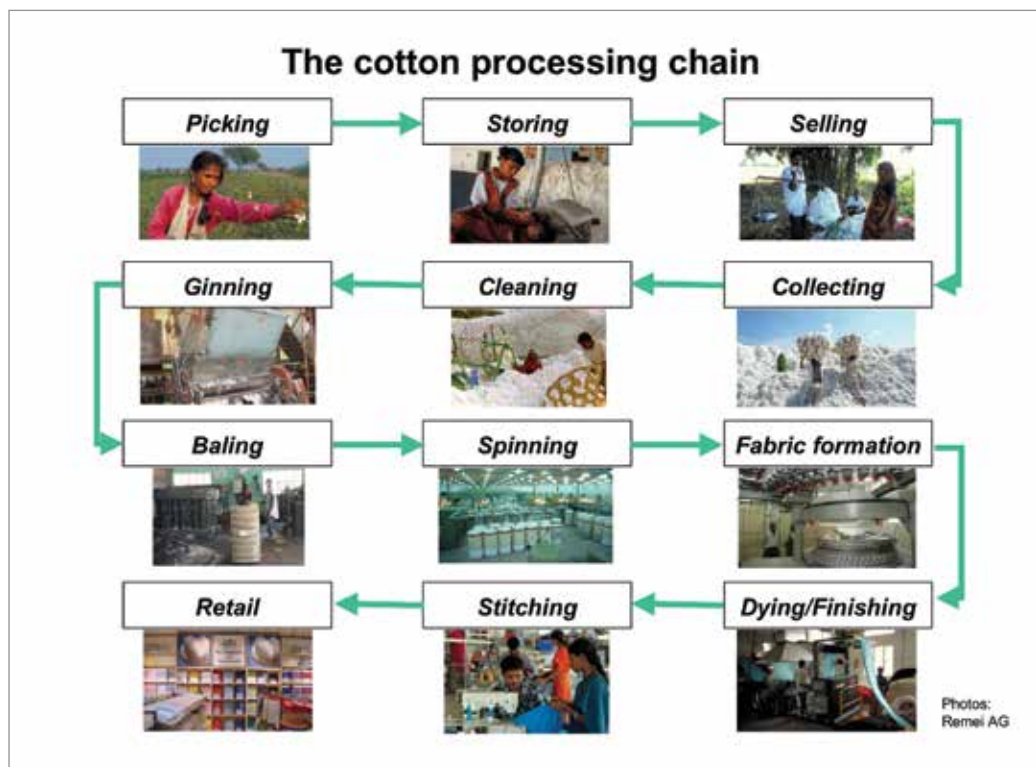 The cotton processing chain
Picking
Storing
Selling
Collecting
Cleaning
Ginning
Baling
Spinning
Fabric formation
Dying/Finishing
Stitching
Retail
Photos:
Remei AG